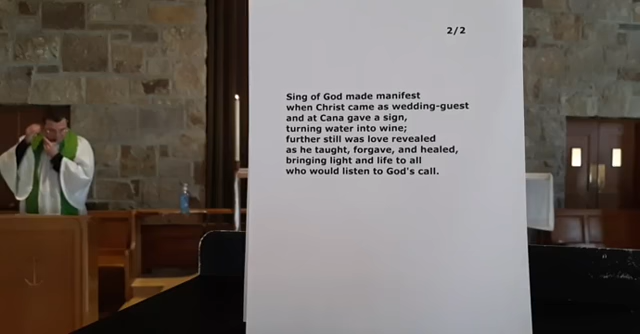 2/2
Sing of God made manifest
when Christ came as wedding-guest
and at Cana gave a sign,
turning water into wine;
further still was love revealed
as he taught, forgave, and healed,
bringing light and life to all
who would listen to God's call.